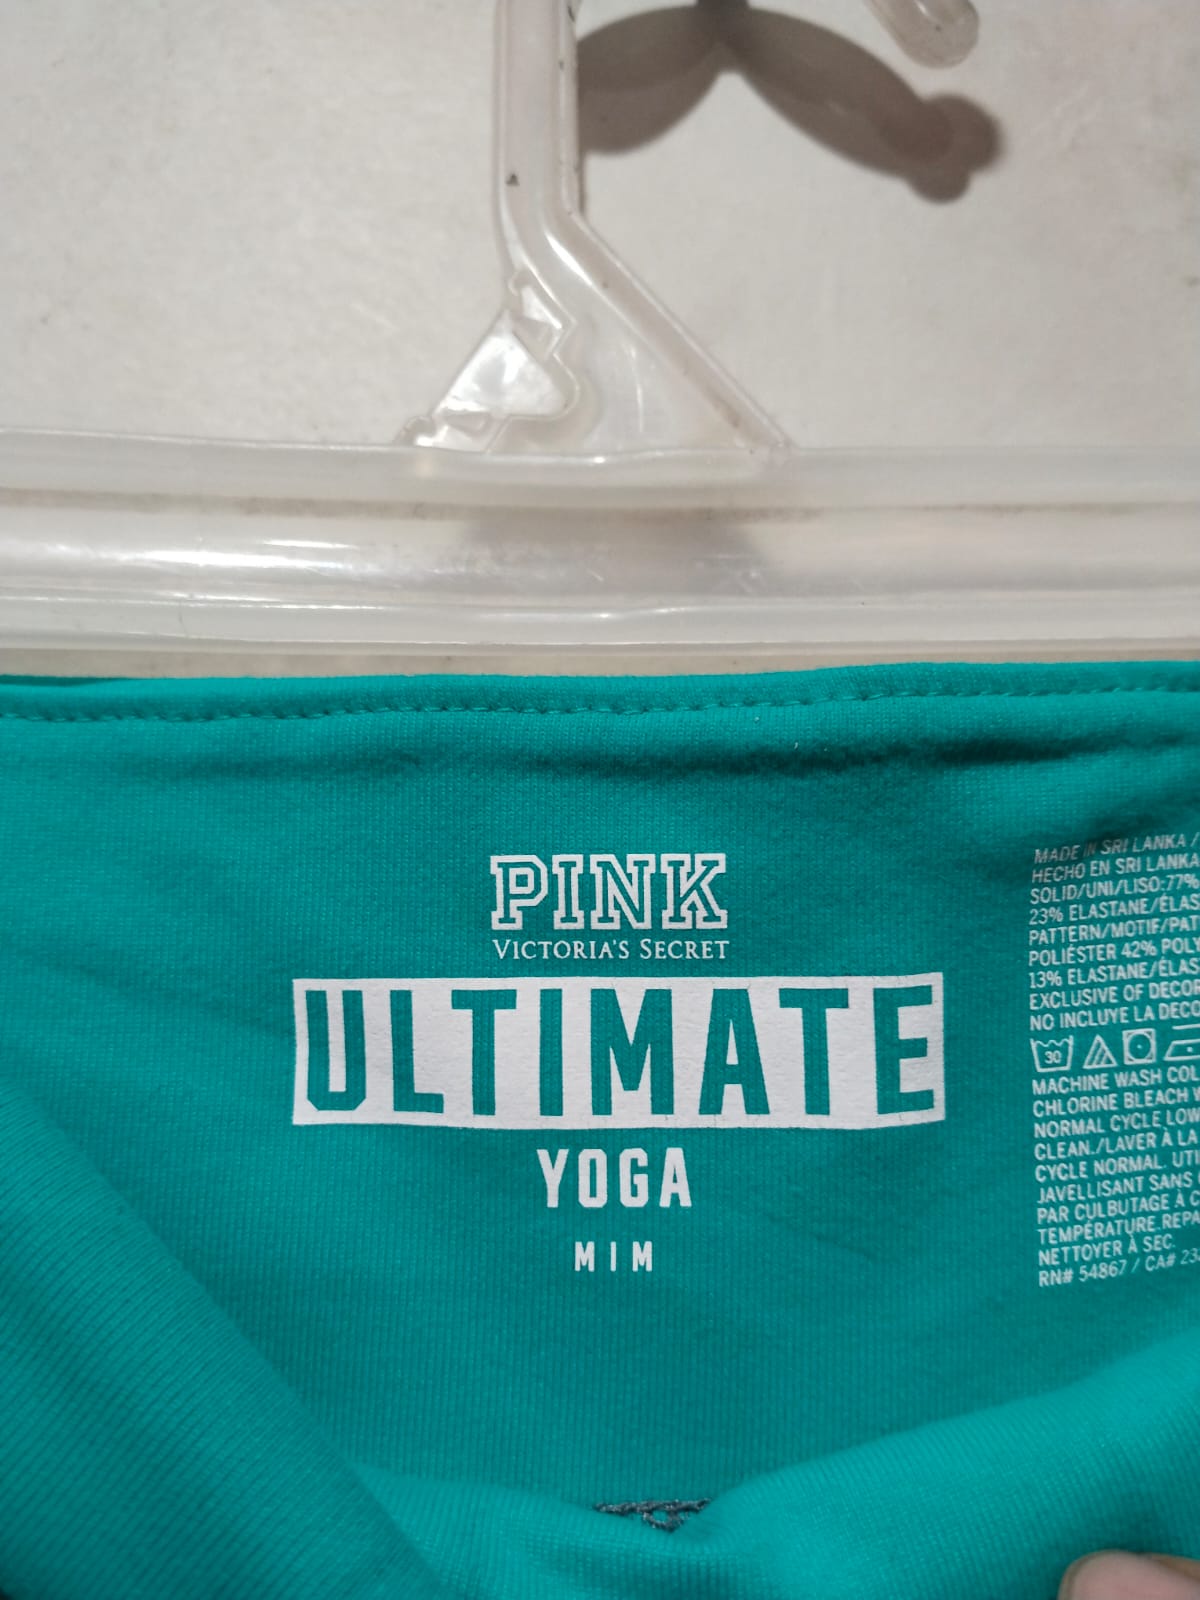 PINK
VICTORIA'S SECRET
ULTIMATE
YOGA
M | M
MADE IN SRI LANKA /
HECHO EN SRI LANKA
SOLID/UNI/LISO:77%
23% ELASTANE/ÉLAS
PATTERN/MOTIF/PAT
POLIÉSTER 42% POLY
13% ELASTANE/ÉLAS
EXCLUSIVE OF DECOR
NO INCLUYE LA DECO
30
MACHINE WASH COL
CHLORINE BLEACH W
NORMAL CYCLE LOW
CLEAN./LAVER À LA
CYCLE NORMAL. UTI
JAVELLISANT SANS
PAR CULBUTAGE À
TEMPÉRATURE.REPA
NETTOYER À SEC.
RN# 54867 / CA# 23